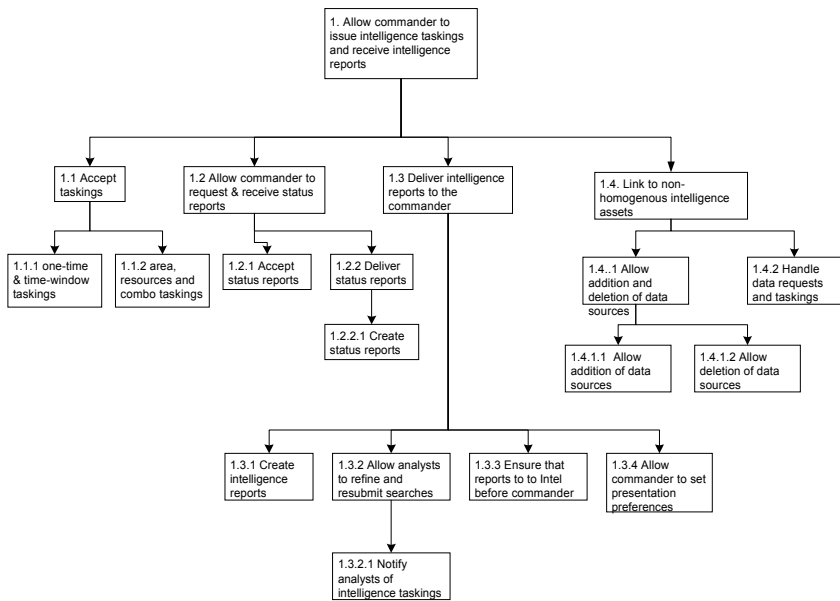 1. Allow commander to
issue intelligence taskings
and receive intelligence
reports
1.1 Accept
taskings
1.2 Allow commander to
request & receive status
reports
1.3 Deliver intelligence
reports to the
commander
1.4. Link to non-
homogenous intelligence
assets
1.1.1 one-time
& time-window
taskings
1.1.2 area,
resources and
combo taskings
1.2.1 Accept
status reports
1.2.2 Deliver
status reports
1.4..1 Allow
addition and
deletion of data
sources
1.4.2 Handle
data requests
and taskings
1.2.2.1 Create
status reports
1.4.1.1 Allow
addition of data
sources
1.4.1.2 Allow
deletion of data
sources
1.3.1 Create
intelligence
reports
1.3.2 Allow analysts
to refine and
resubmit searches
1.3.3 Ensure that
reports to to Intel
before commander
1.3.4 Allow
commander to set
presentation
preferences
1.3.2.1 Notify
analysts of
intelligence taskings